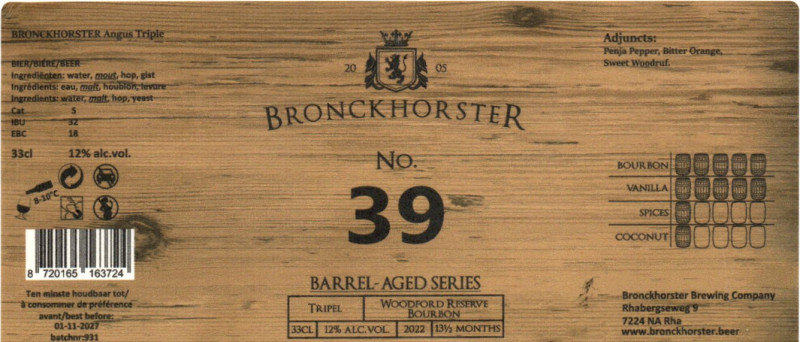 BRONCKHORSTER Angus Triple
BIER/BIÈRE/BEER
Ingrediënten: water, mout, hop, gist
Ingrédients: eau, malt, houblon, levure
Ingredients: water, malt, hop, yeast
Cat 5
IBU 32
EBC 18
33cl 12% alc.vol.
8-10°C
8 720165 163724
Ten minste houdbaar tot/
à consommer de préférence
avant/best before:
01-11-2027
batchnr:931
20 05
BRONCKHORSTER
No.
39
BARREL-AGED SERIES
TRIPEL WOODFORD RESERVE
BOURBON
33CL 12% ALC.VOL. 2022 13½ MONTHS
Adjuncts:
Penja Pepper, Bitter Orange,
Sweet Woodruf.
BOURBON
VANILLA
SPICES
COCONUT
Bronckhorster Brewing Company
Rhabergseweg 9
7224 NA Rha
www.bronckhorster.beer